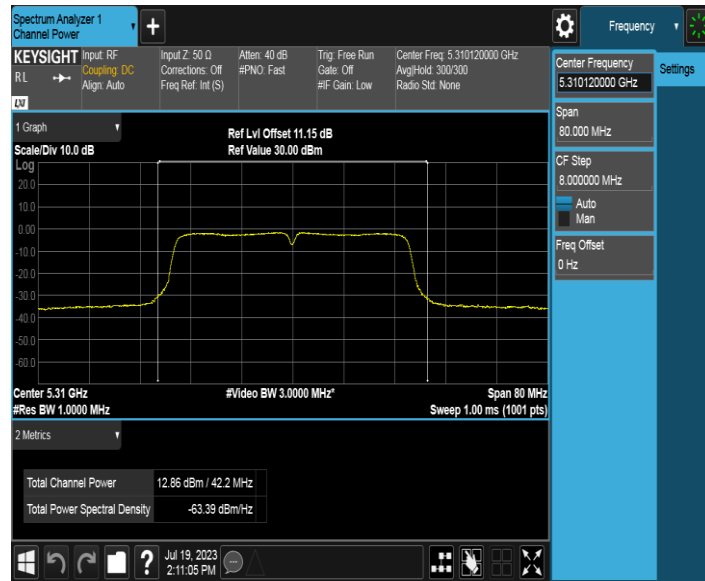 Spectrum Analyzer 1
Channel Power
+
Frequency
KEYSIGHT
RL
LXI
Input: RF
Coupling: DC
Align: Auto
Input Z: 50 Ω
Corrections: Off
Freq Ref: Int (S)
Atten: 40 dB
#PNO: Fast
Trig: Free Run
Gate: Off
#IF Gain: Low
Center Freq: 5.310120000 GHz
Avg|Hold: 300/300
Radio Std: None
Center Frequency
5.310120000 GHz
Settings
Span
80.000 MHz
CF Step
8.000000 MHz
Auto
Man
Freq Offset
0 Hz
1 Graph
Scale/Div 10.0 dB
Ref Lvl Offset 11.15 dB
Ref Value 30.00 dBm
Log
20.0
10.0
0.00
-10.0
-20.0
-30.0
-40.0
-50.0
-60.0
Center 5.31 GHz
#Res BW 1.0000 MHz
#Video BW 3.0000 MHz*
Span 80 MHz
Sweep 1.00 ms (1001 pts)
2 Metrics
Total Channel Power 12.86 dBm / 42.2 MHz
Total Power Spectral Density -63.39 dBm/Hz
?
Jul 19, 2023
2:11:05 PM